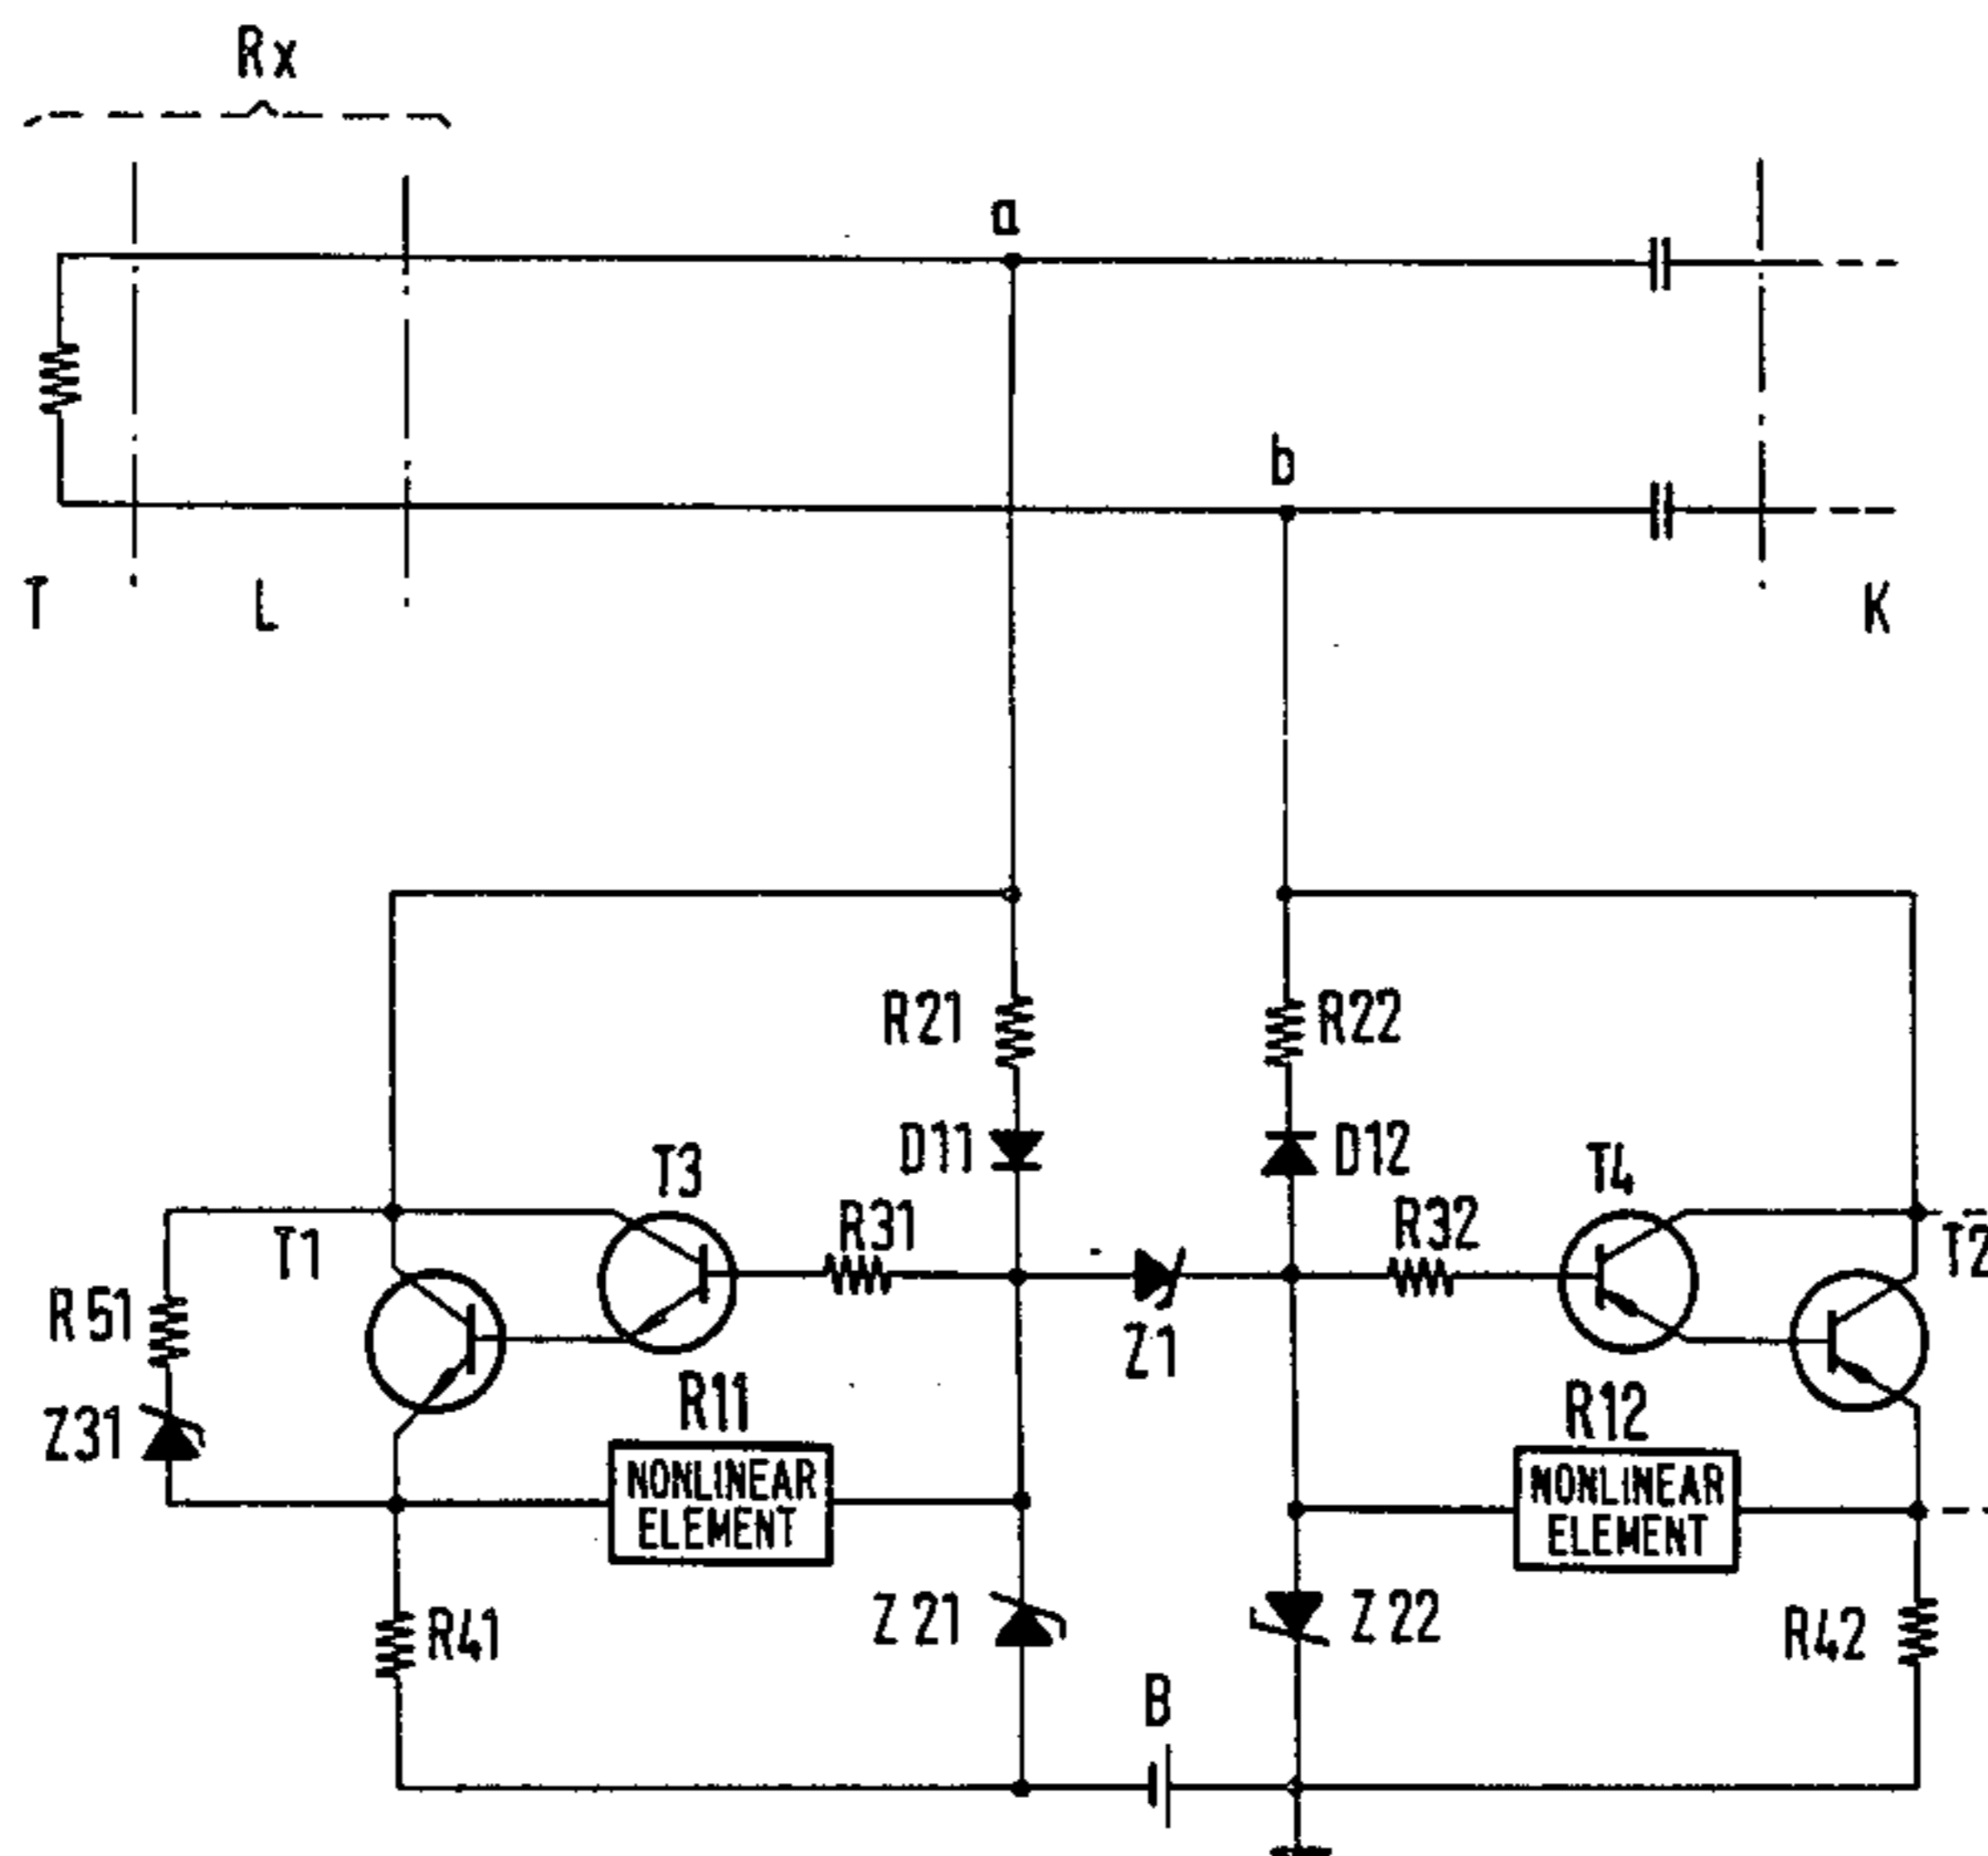 Rx
a
b
T
L
K
R21
R22
D11
D12
T3
T4
R31
R32
T1
T2
R51
Z1
R11
R12
Z31
NONLINEAR
ELEMENT
NONLINEAR
ELEMENT
Z21
Z22
R41
R42
B